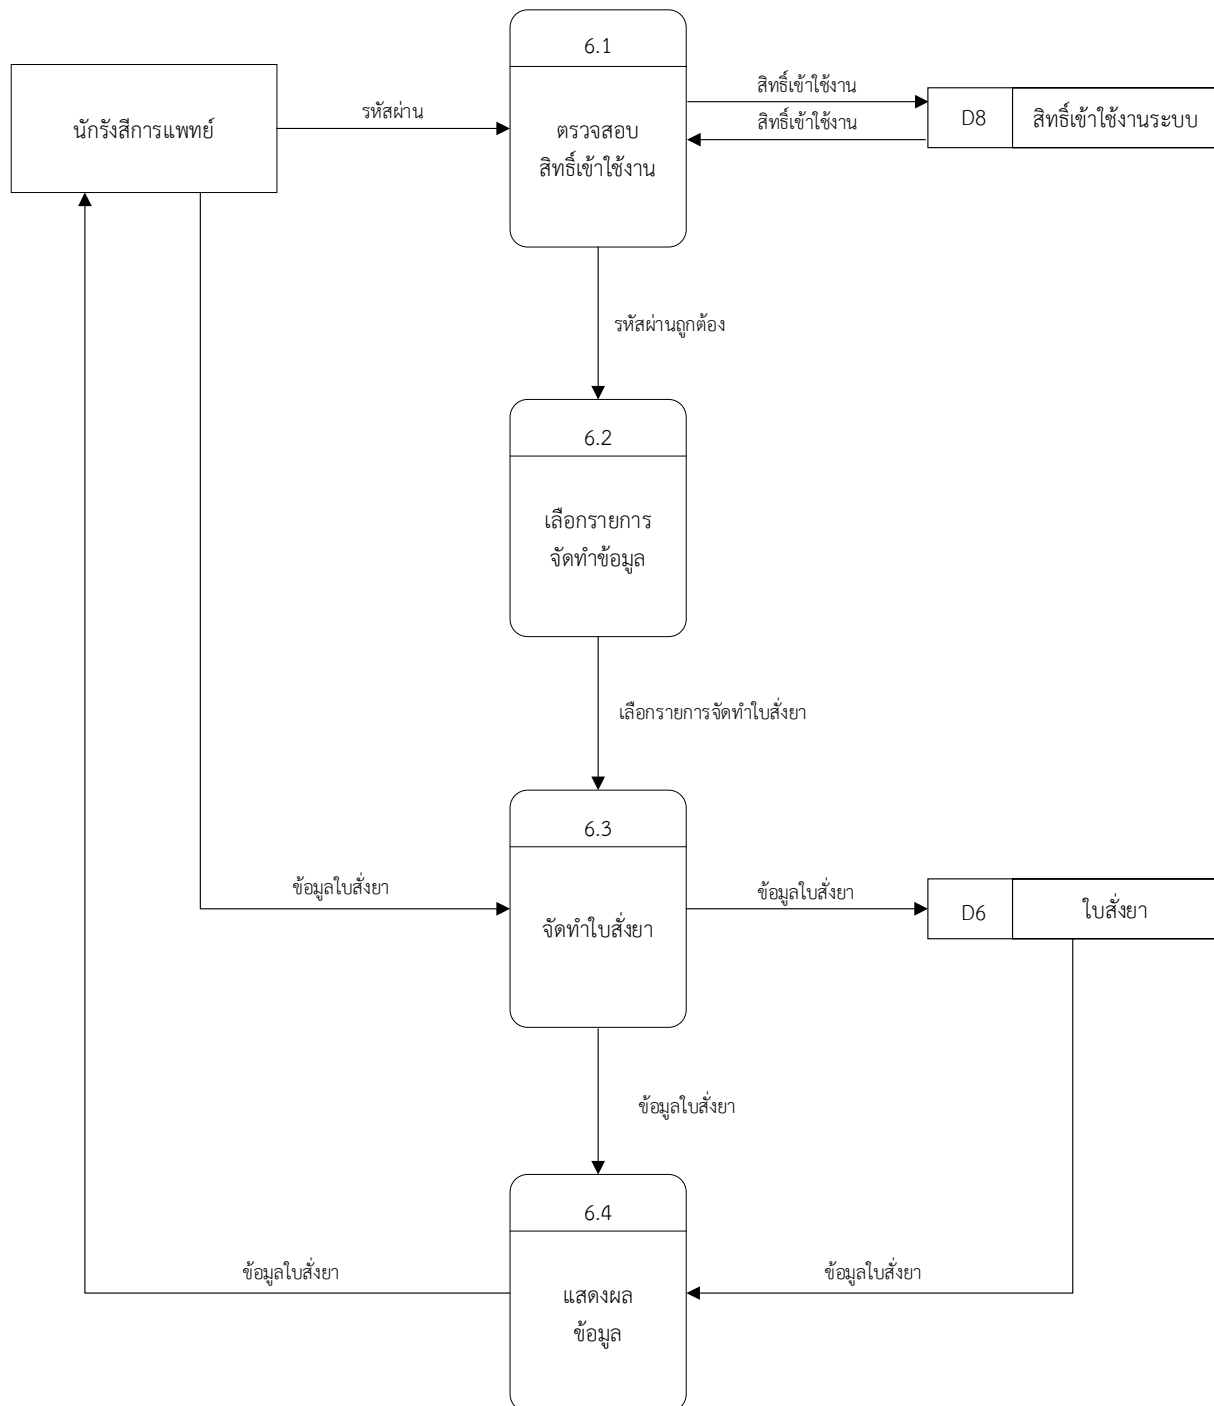 6.1
นักรังสีการแพทย์
รหัสผ่าน
ตรวจสอบ
สิทธิ์เข้าใช้งาน
สิทธิ์เข้าใช้งาน
สิทธิ์เข้าใช้งาน
D8
สิทธิ์เข้าใช้งานระบบ
รหัสผ่านถูกต้อง
6.2
เลือกรายการ
จัดทำข้อมูล
เลือกรายการจัดทำใบสั่งยา
6.3
ข้อมูลใบสั่งยา
จัดทำใบสั่งยา
ข้อมูลใบสั่งยา
D6
ใบสั่งยา
ข้อมูลใบสั่งยา
6.4
ข้อมูลใบสั่งยา
แสดงผล
ข้อมูล
ข้อมูลใบสั่งยา